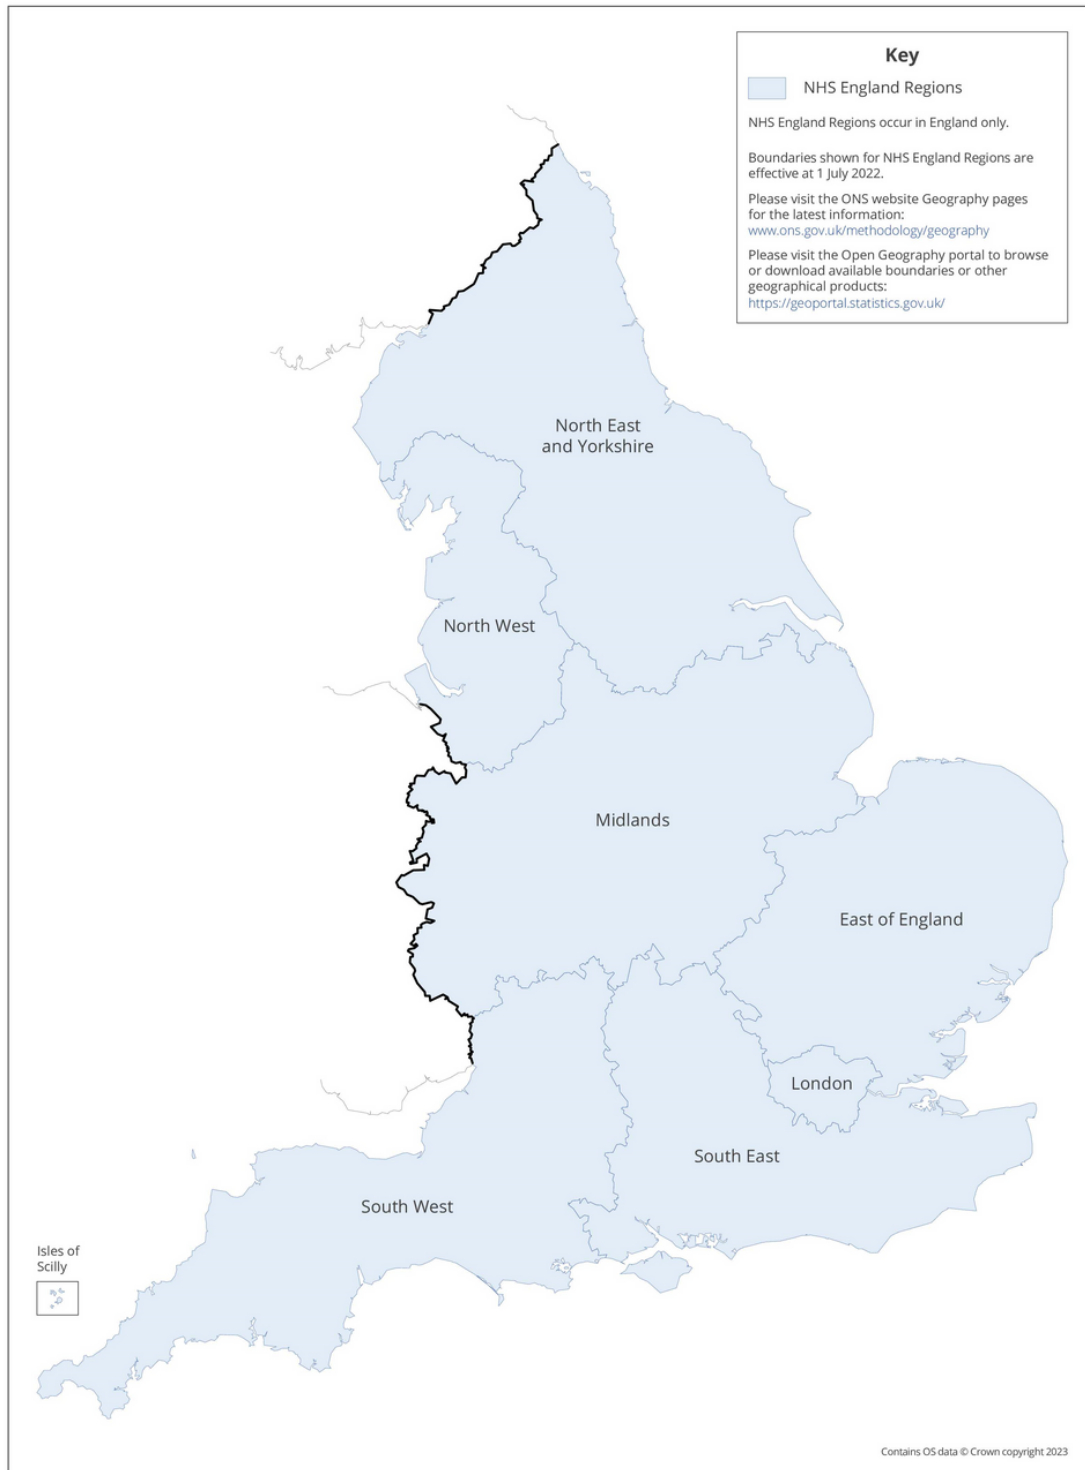 Key
NHS England Regions
NHS England Regions occur in England only.
Boundaries shown for NHS England Regions are
effective at 1 July 2022.
Please visit the ONS website Geography pages
for the latest information:
www.ons.gov.uk/methodology/geography
Please visit the Open Geography portal to browse
or download available boundaries or other
geographical products:
https://geoportal.statistics.gov.uk/
North East
and Yorkshire
North West
Midlands
East of England
London
South East
South West
Isles of
Scilly
Contains OS data © Crown copyright 2023